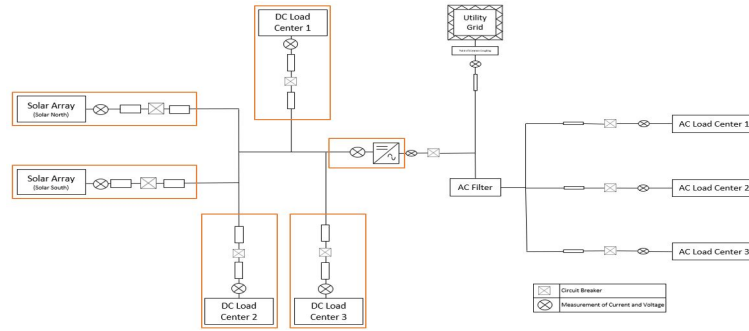 DC Load
Center 1
Utility
Grid
Solar Array
(Solar North)
AC Load Center 1
Solar Array
(Solar South)
AC Filter
AC Load Center 2
AC Load Center 3
DC Load
Center 2
DC Load
Center 3
Circuit Breaker
Measurement of Current and Voltage